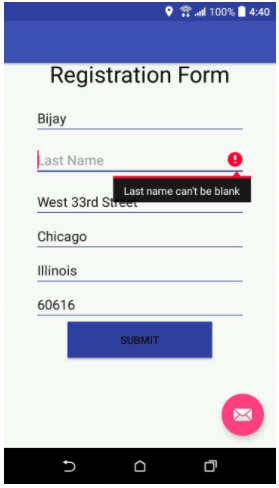 100% 4:40
Registration Form
Bijay
Last Name
Last name can't be blank
West 33rd Street
Chicago
Illinois
60616
SUBMIT